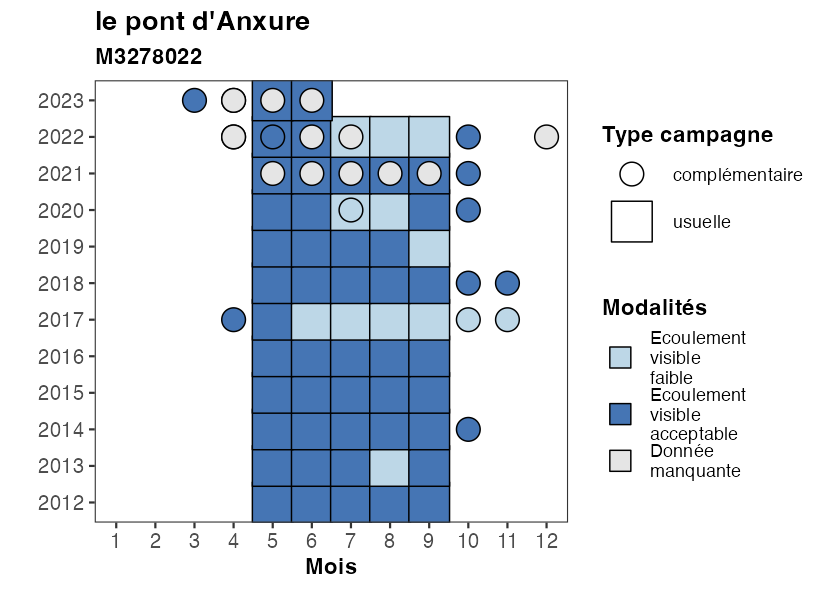 le pont d'Anxure
M3278022
2023
2022
2021
2020
2019
2018
2017
2016
2015
2014
2013
2012
1 2 3 4 5 6 7 8 9 10 11 12
Mois
Type campagne
complémentaire
usuelle
Modalités
Ecoulement
visible
faible
Ecoulement
visible
acceptable
Donnée
manquante